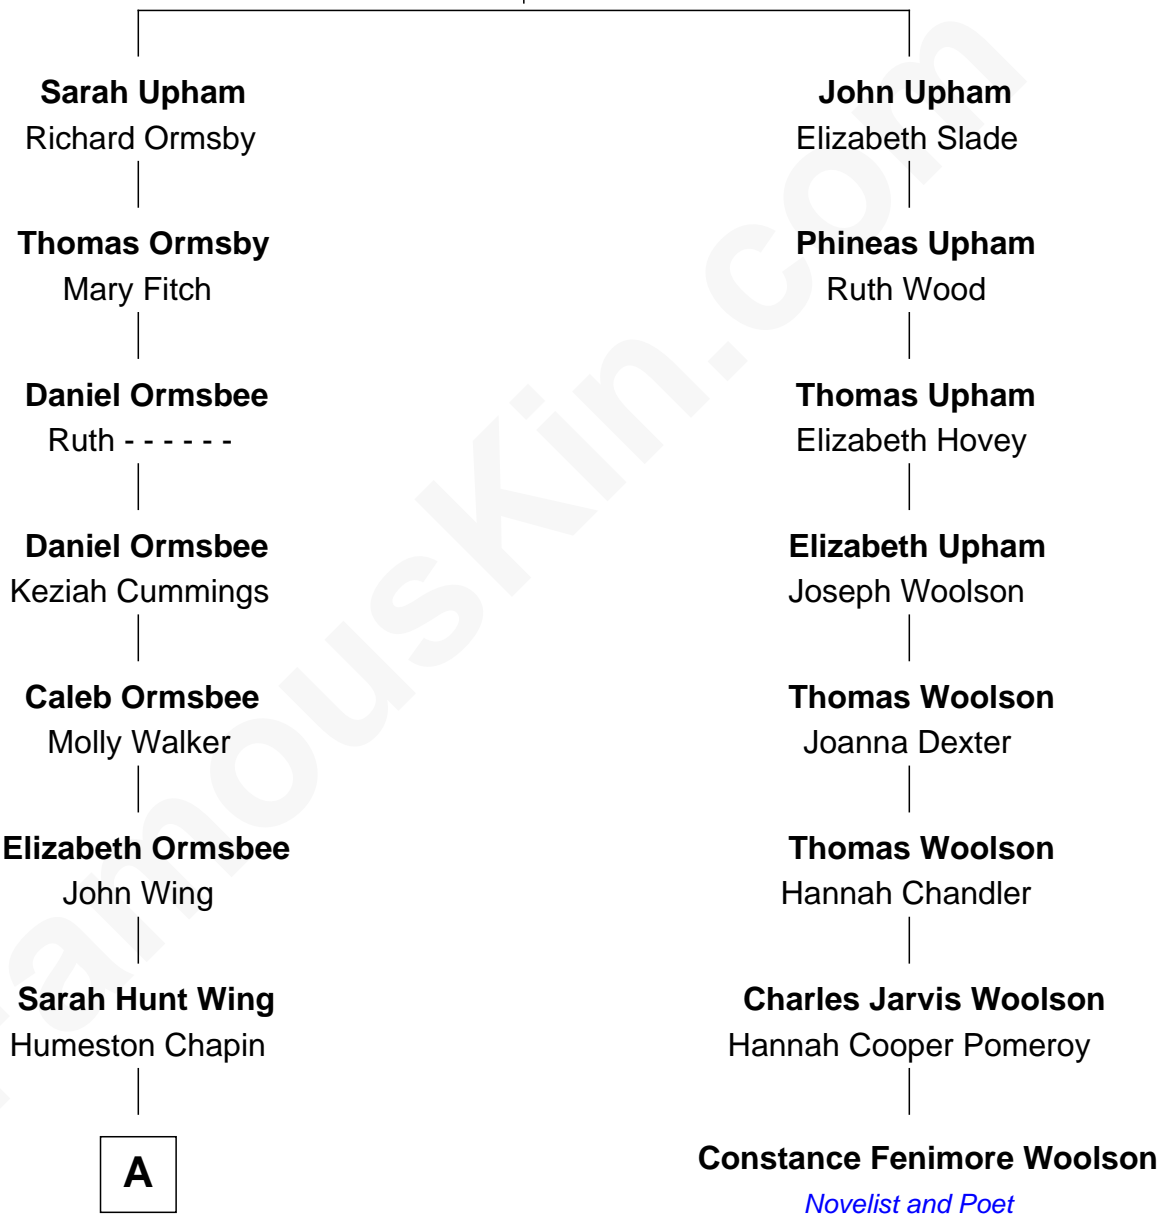 Sarah Upham
Richard Ormsby
Thomas Ormsby
Mary Fitch
Daniel Ormsbee
Ruth - - - - - -
Daniel Ormsbee
Keziah Cummings
Caleb Ormsbee
Molly Walker
Elizabeth Ormsbee
John Wing
Sarah Hunt Wing
Humeston Chapin
A
John Upham
Elizabeth Slade
Phineas Upham
Ruth Wood
Thomas Upham
Elizabeth Hovey
Elizabeth Upham
Joseph Woolson
Thomas Woolson
Joanna Dexter
Thomas Woolson
Hannah Chandler
Charles Jarvis Woolson
Hannah Cooper Pomeroy
Constance Fenimore Woolson
Novelist and Poet
FamousKin.com